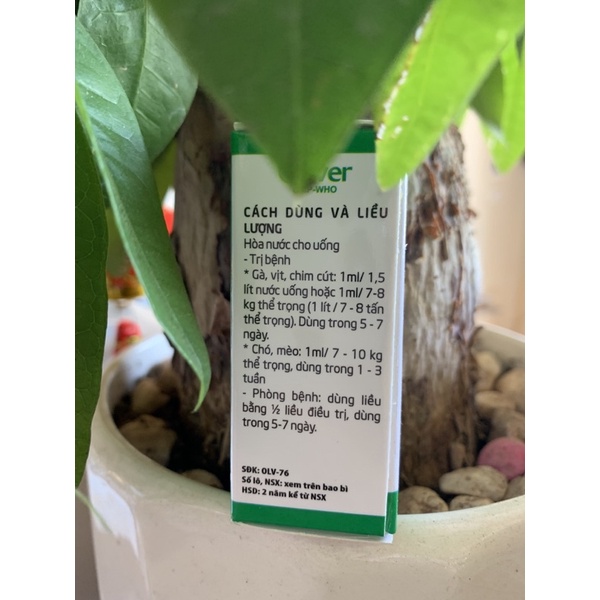 CÁCH DÙNG VÀ LIỀU
LƯỢNG
Hòa nước cho uống
- Trị bệnh
* Gà, vịt, chim cút: 1ml/ 1,5
lít nước uống hoặc 1ml/ 7-8
kg thể trọng (1 lít / 7 - 8 tấn
thể trọng). Dùng trong 5 - 7
ngày.
* Chó, mèo: 1ml/ 7 - 10 kg
thể trọng, dùng trong 1 - 3
tuần
- Phòng bệnh: dùng liều
bằng ½ liều điều trị, dùng
trong 5-7 ngày.
SĐK: OLV-76
Số lô, NSX: xem trên bao bì
HSD: 2 năm kể từ NSX